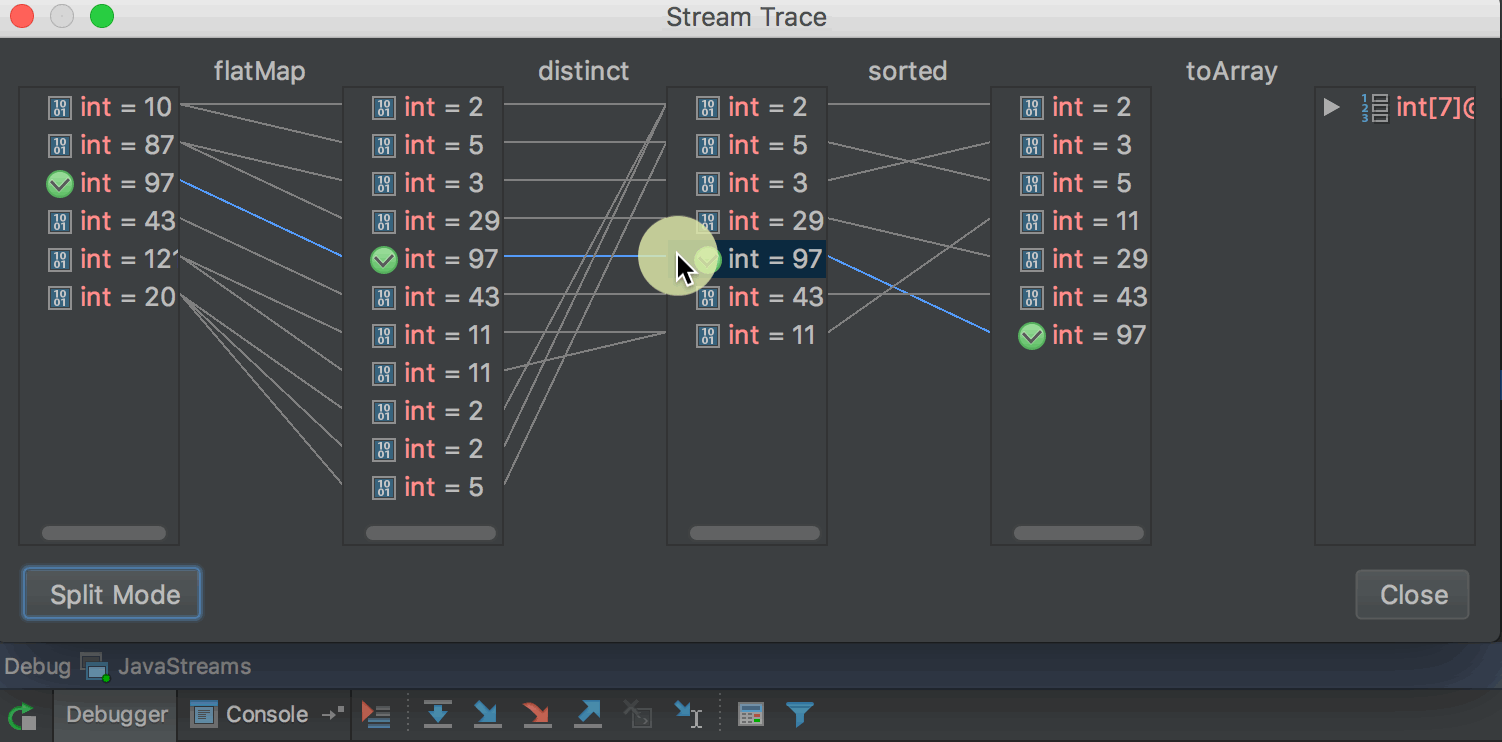 Stream Trace
flatMap distinct sorted toArray
int = 10 int = 2 int = 2 int = 2 int[7]@
int = 87 int = 5 int = 5 int = 3
int = 97 int = 3 int = 3 int = 5
int = 43 int = 29 int = 29 int = 11
int = 12 int = 97 int = 97 int = 29
int = 20 int = 43 int = 43 int = 43
int = 11 int = 11 int = 97
int = 11
int = 2
int = 2
int = 5
Split Mode Close
Debug JavaStreams
Debugger Console